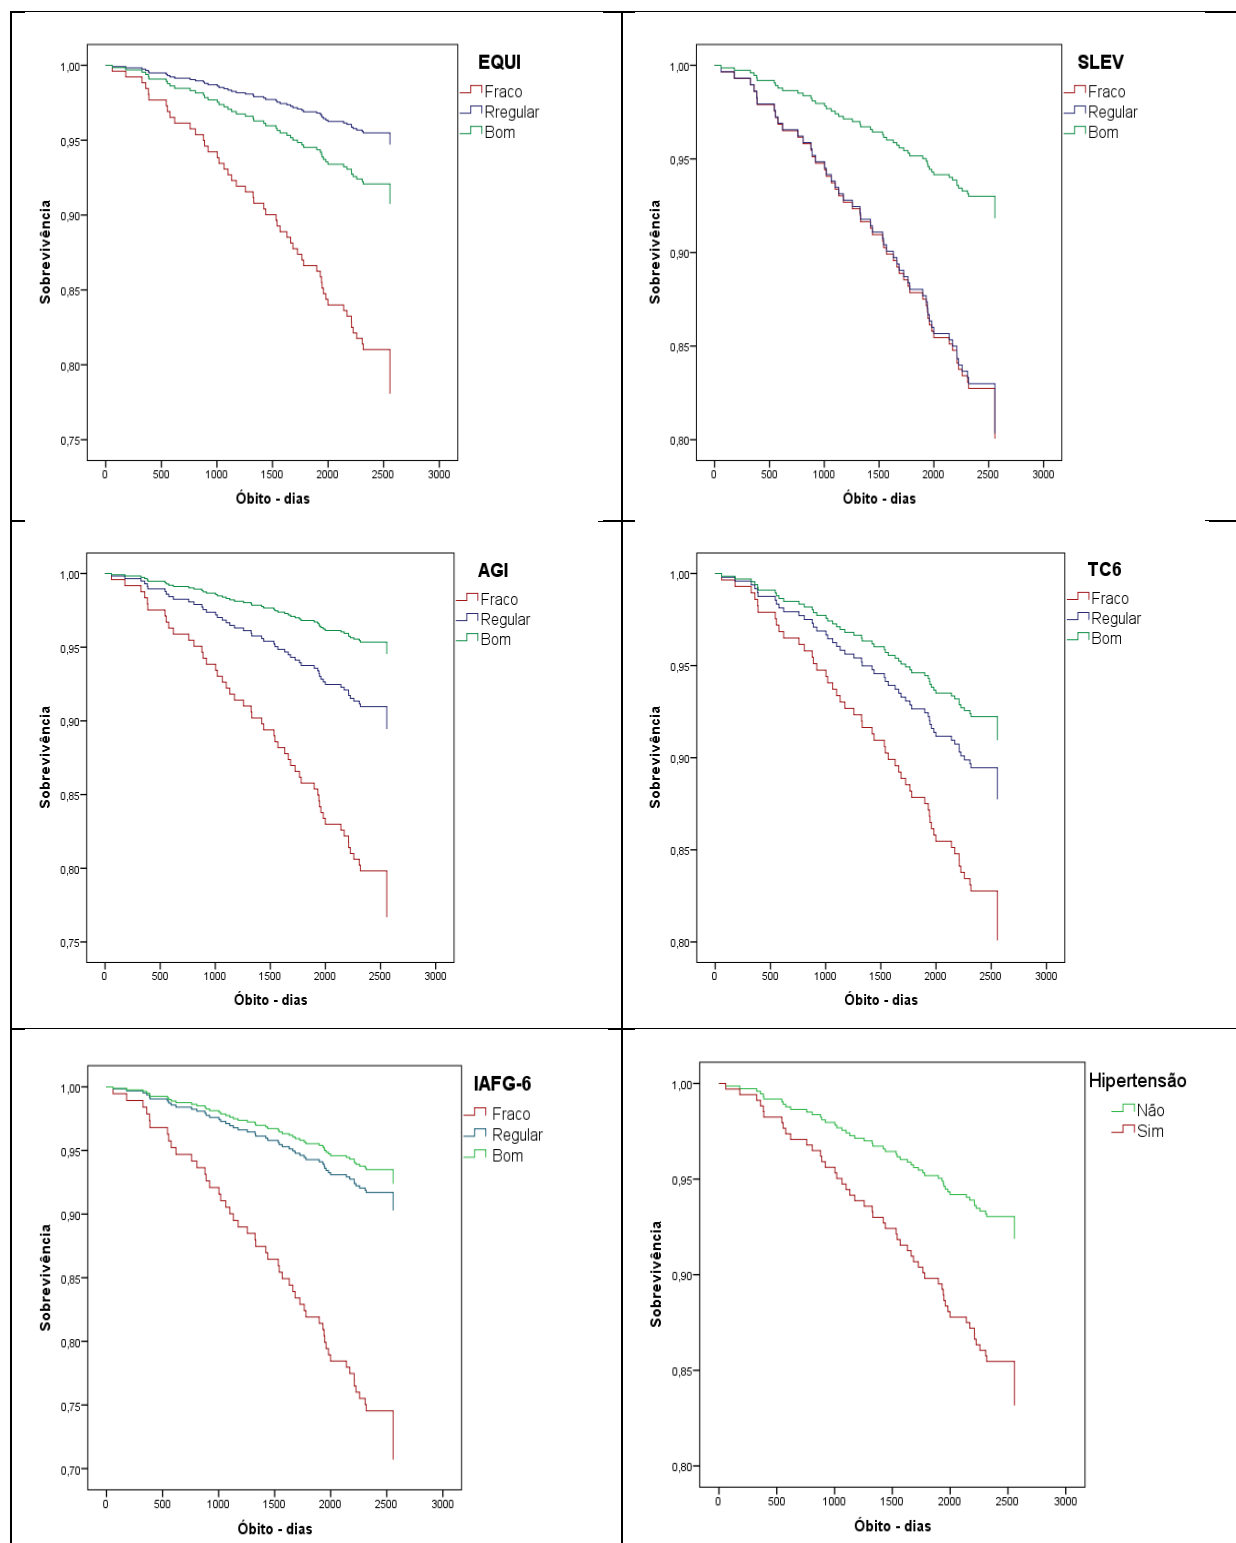 EQUI
Fraco
Rregular
Bom
1,00
0,95
0,90
0,85
0,80
0,75
Sobrevivência
0 500 1000 1500 2000 2500 3000
Óbito - dias
SLEV
Fraco
Rregular
Bom
1,00
0,95
0,90
0,85
0,80
Sobrevivência
0 500 1000 1500 2000 2500 3000
Óbito - dias
AGI
Fraco
Regular
Bom
1,00
0,95
0,90
0,85
0,80
0,75
Sobrevivência
0 500 1000 1500 2000 2500 3000
Óbito - dias
TC6
Fraco
Regular
Bom
1,00
0,95
0,90
0,85
0,80
Sobrevivência
0 500 1000 1500 2000 2500 3000
Óbito - dias
IAFG-6
Fraco
Regular
Bom
1,00
0,95
0,90
0,85
0,80
0,75
0,70
Sobrevivência
0 500 1000 1500 2000 2500 3000
Óbito - dias
Hipertensão
Não
Sim
1,00
0,95
0,90
0,85
0,80
Sobrevivência
0 500 1000 1500 2000 2500 3000
Óbito - dias